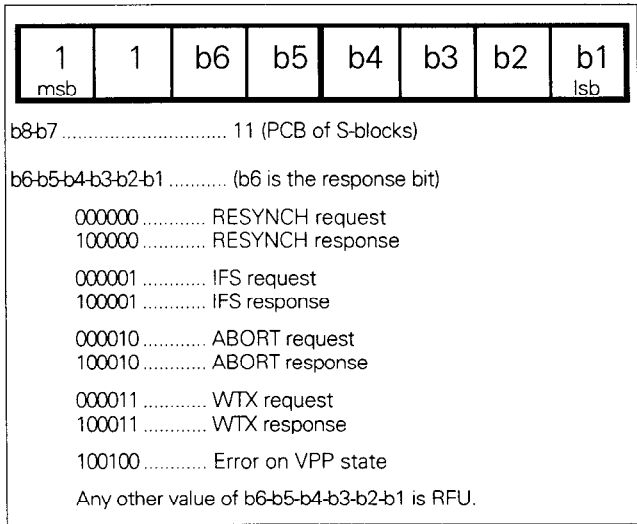 1 1 b6 b5 b4 b3 b2 b1
msb lsb
b8-b7 ............................ 11 (PCB of S-blocks)
b6-b5-b4-b3-b2-b1 ........... (b6 is the response bit)
000000 ............ RESYNCH request
100000 ............ RESYNCH response
000001 ............ IFS request
100001 ............ IFS response
000010 ............ ABORT request
100010 ............ ABORT response
000011 ............ WTX request
100011 ............ WTX response
100100 ............ Error on VPP state
Any other value of b6-b5-b4-b3-b2-b1 is RFU.